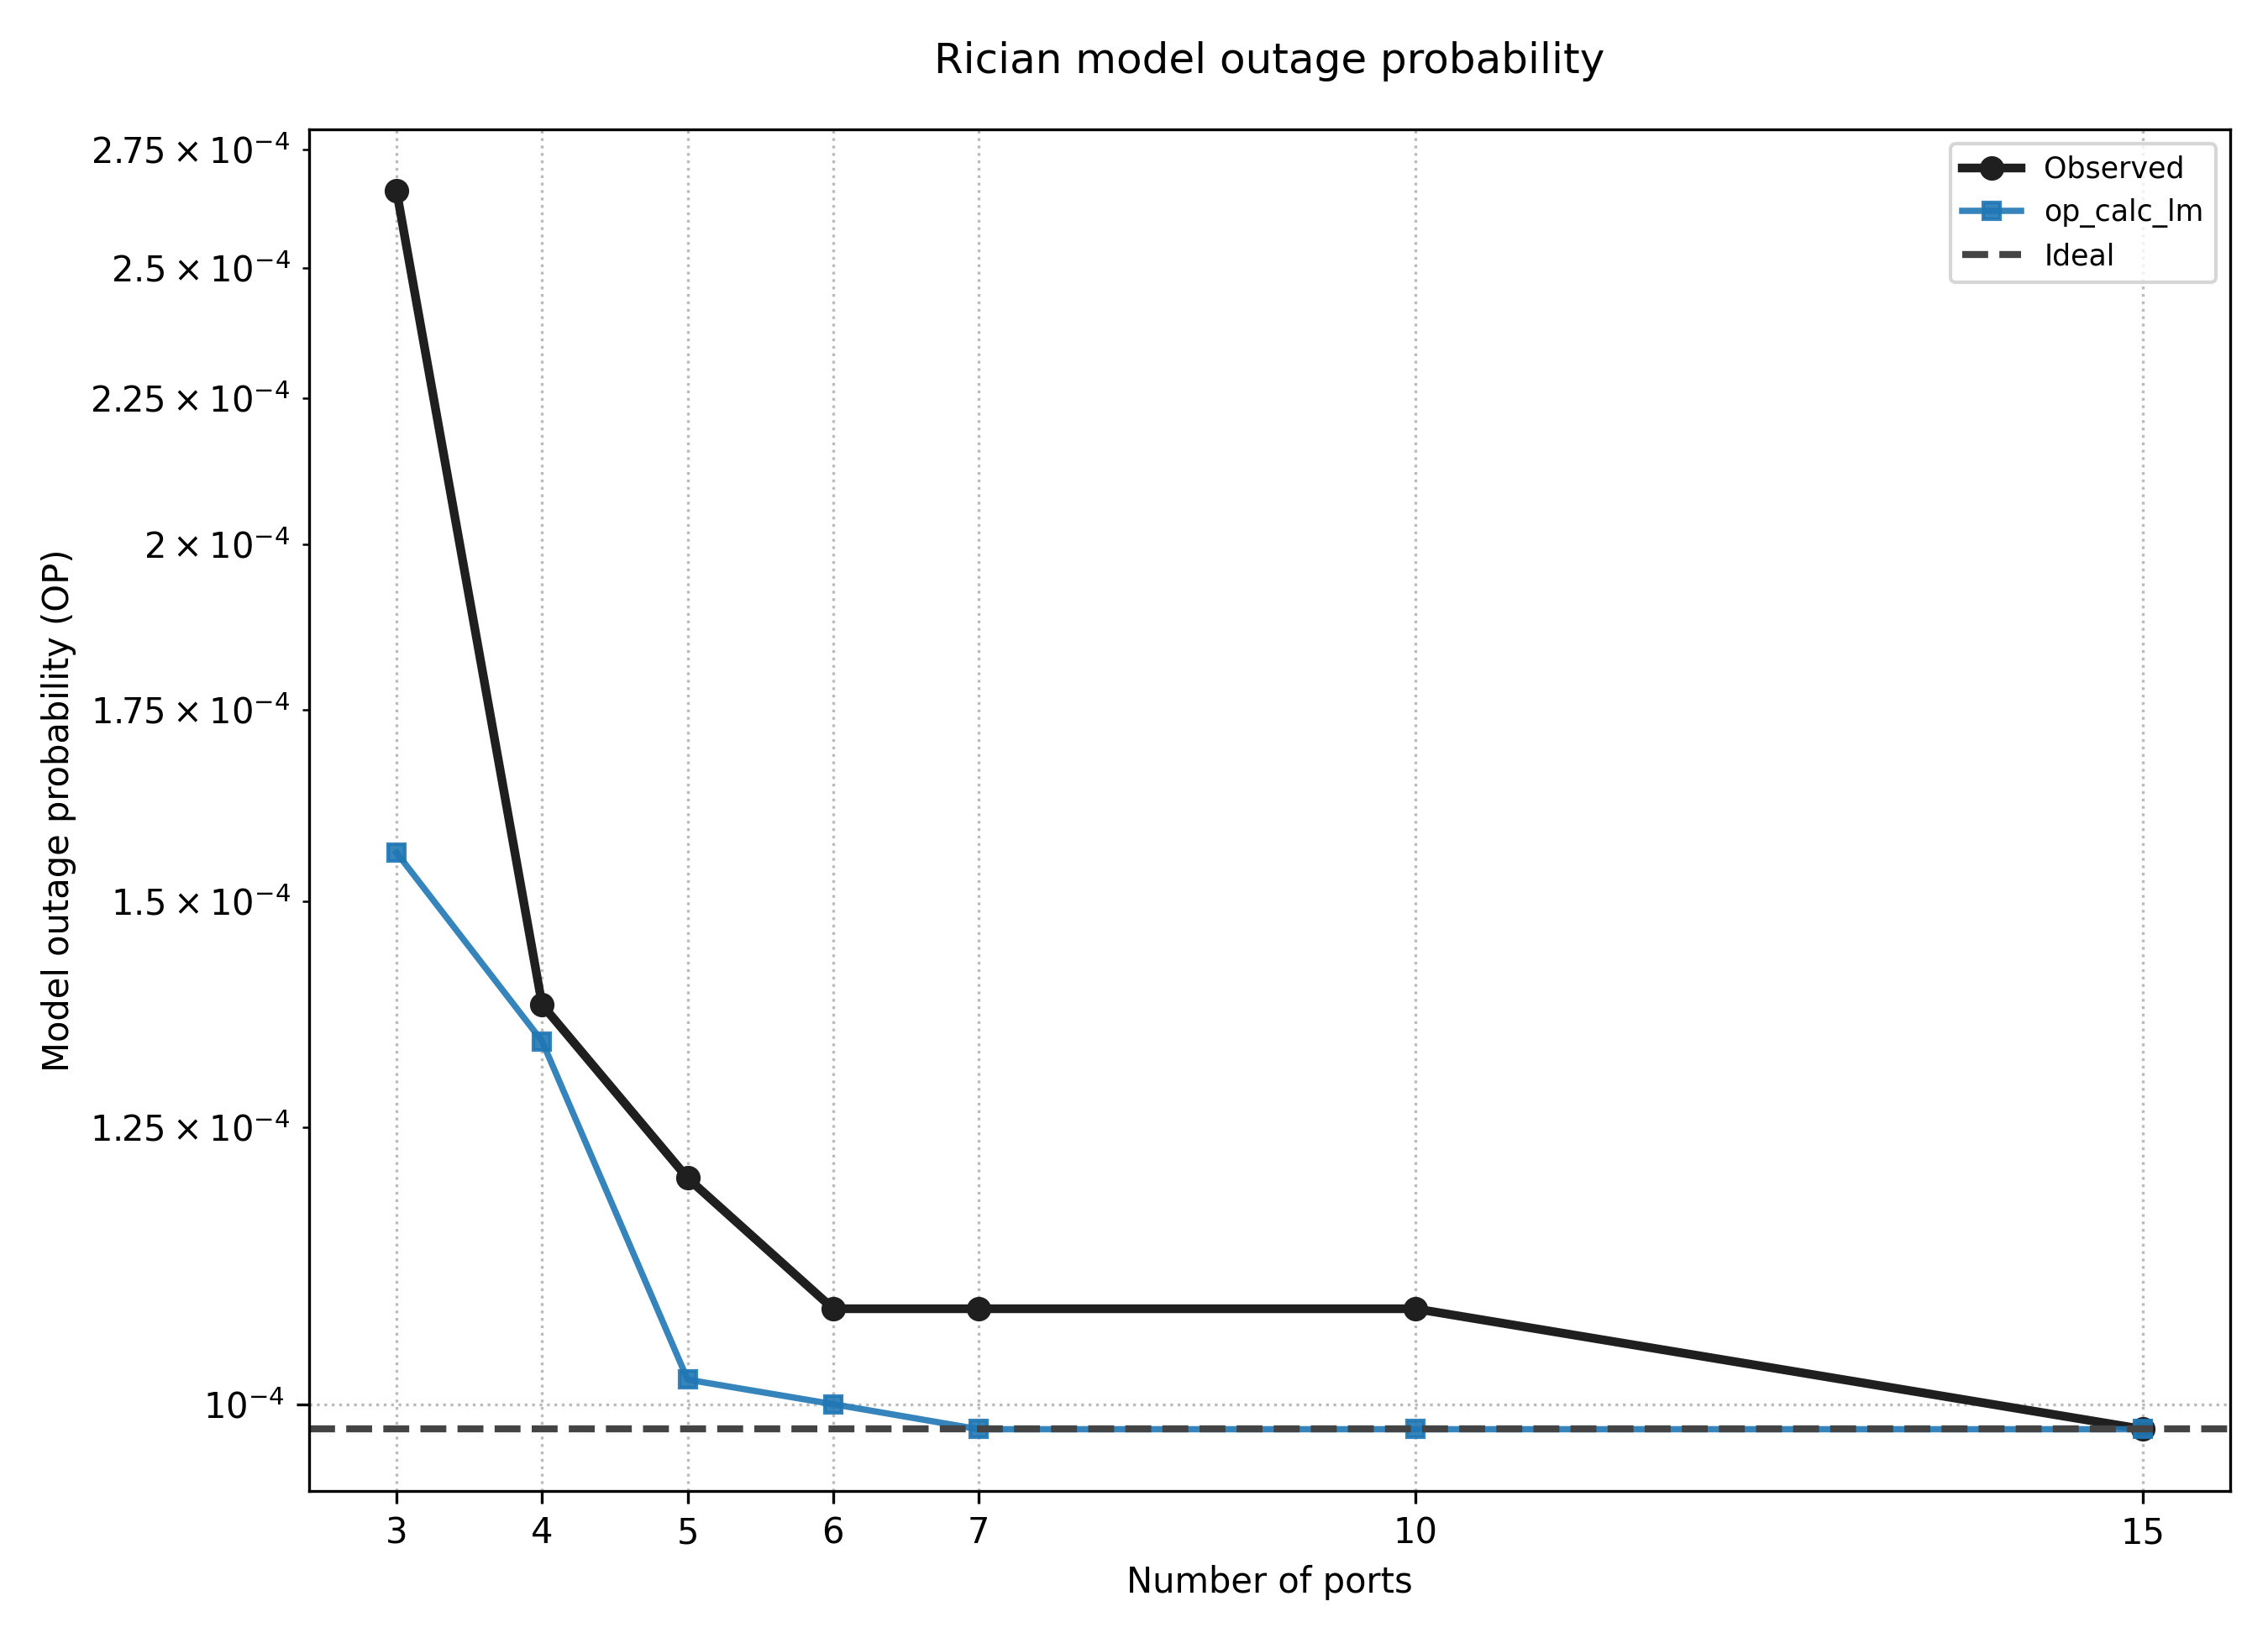 Rician model outage probability
2.75 × 10⁻⁴
2.5 × 10⁻⁴
2.25 × 10⁻⁴
2 × 10⁻⁴
1.75 × 10⁻⁴
1.5 × 10⁻⁴
1.25 × 10⁻⁴
10⁻⁴
Model outage probability (OP)
Observed
op_calc_lm
Ideal
3 4 5 6 7 10 15
Number of ports